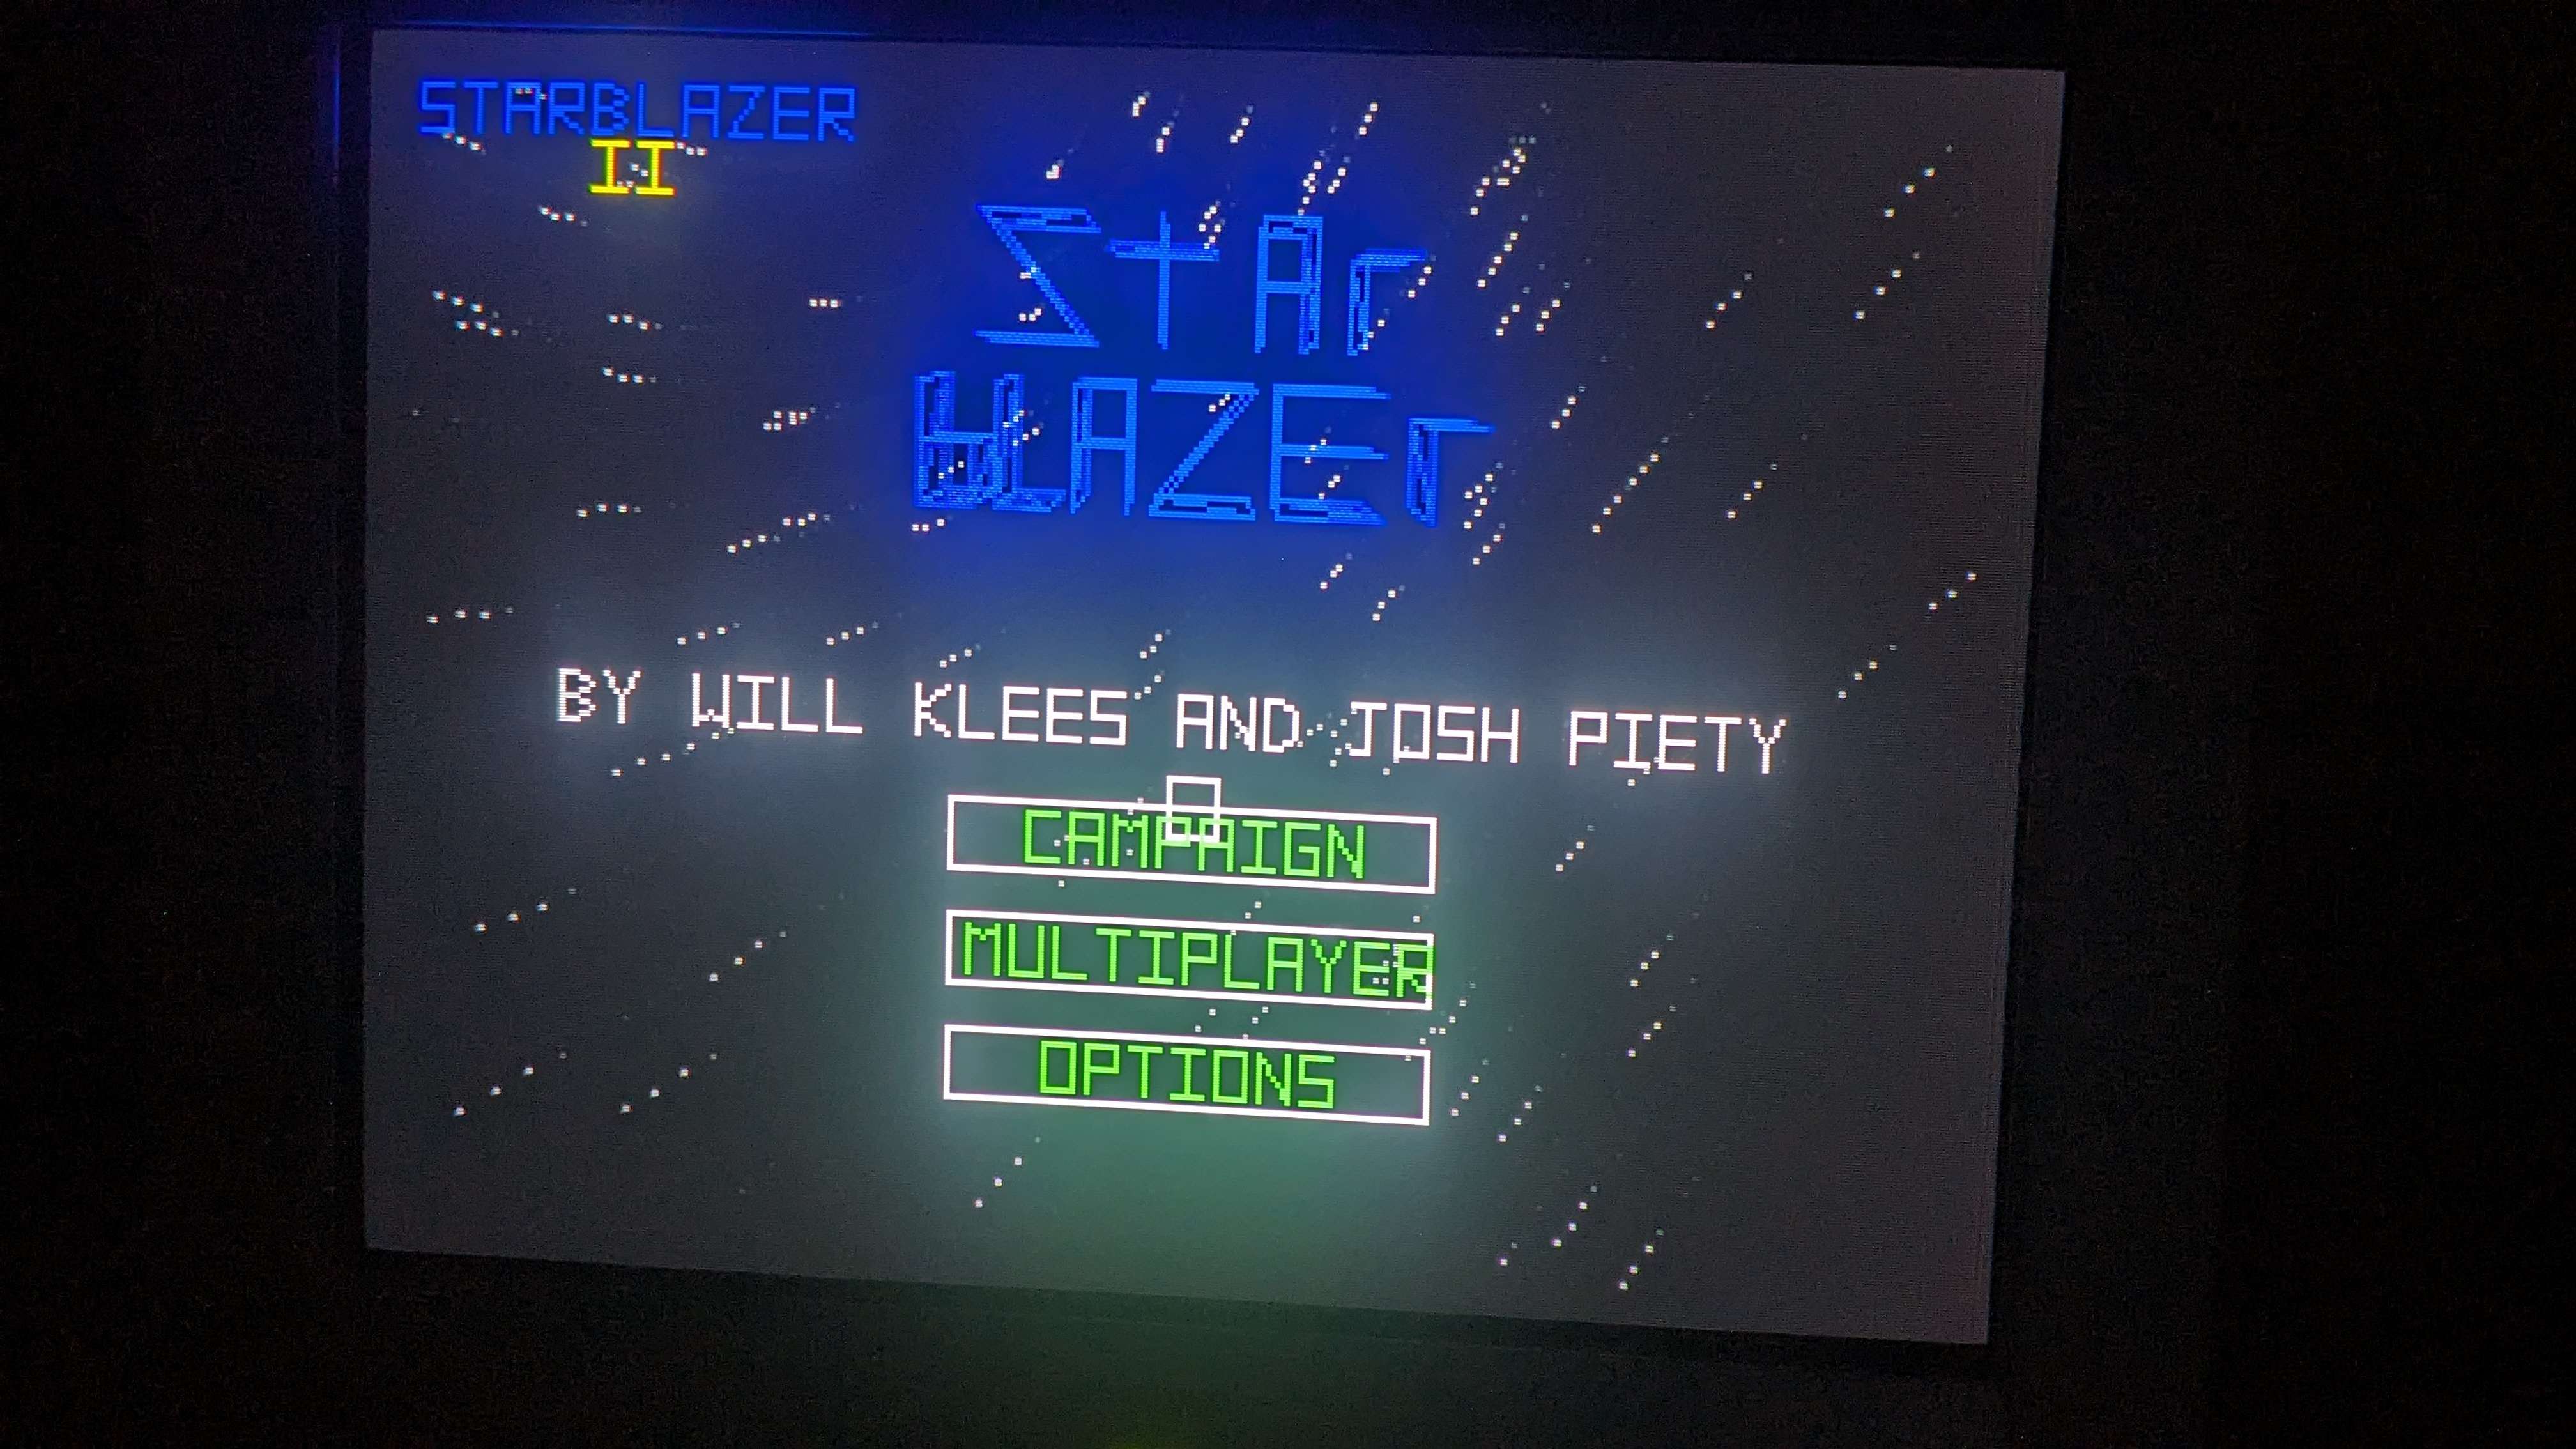 STARBLAZER
II
StAr
bLAZEr
BY WILL KLEES AND JOSH PIETY
CAMPAIGN
MULTIPLAYER
OPTIONS